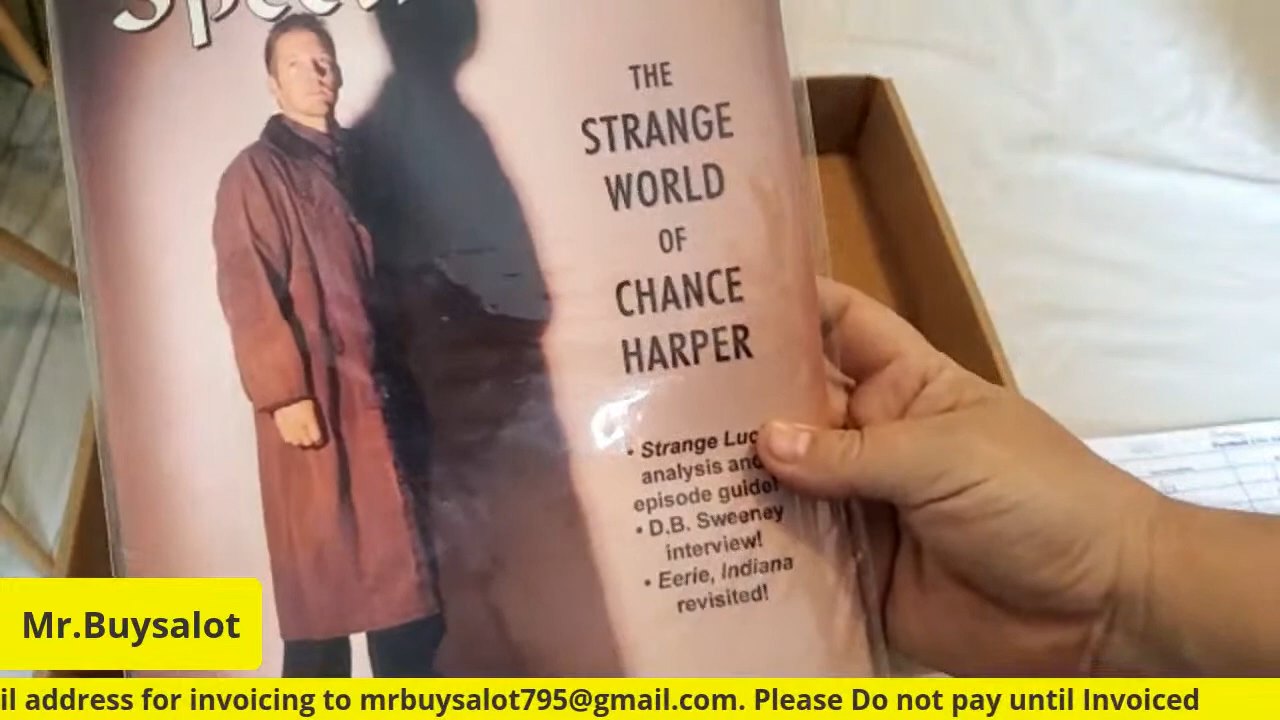 THE
STRANGE
WORLD
OF
CHANCE
HARPER
• Strange
analysis and
episode guide!
• D.B. Sweeney
interview!
• Eerie, Indiana
revisited!
Mr.Buysalot
address for invoicing to mrbuysalot795@gmail.com. Please Do not pay until Invoiced